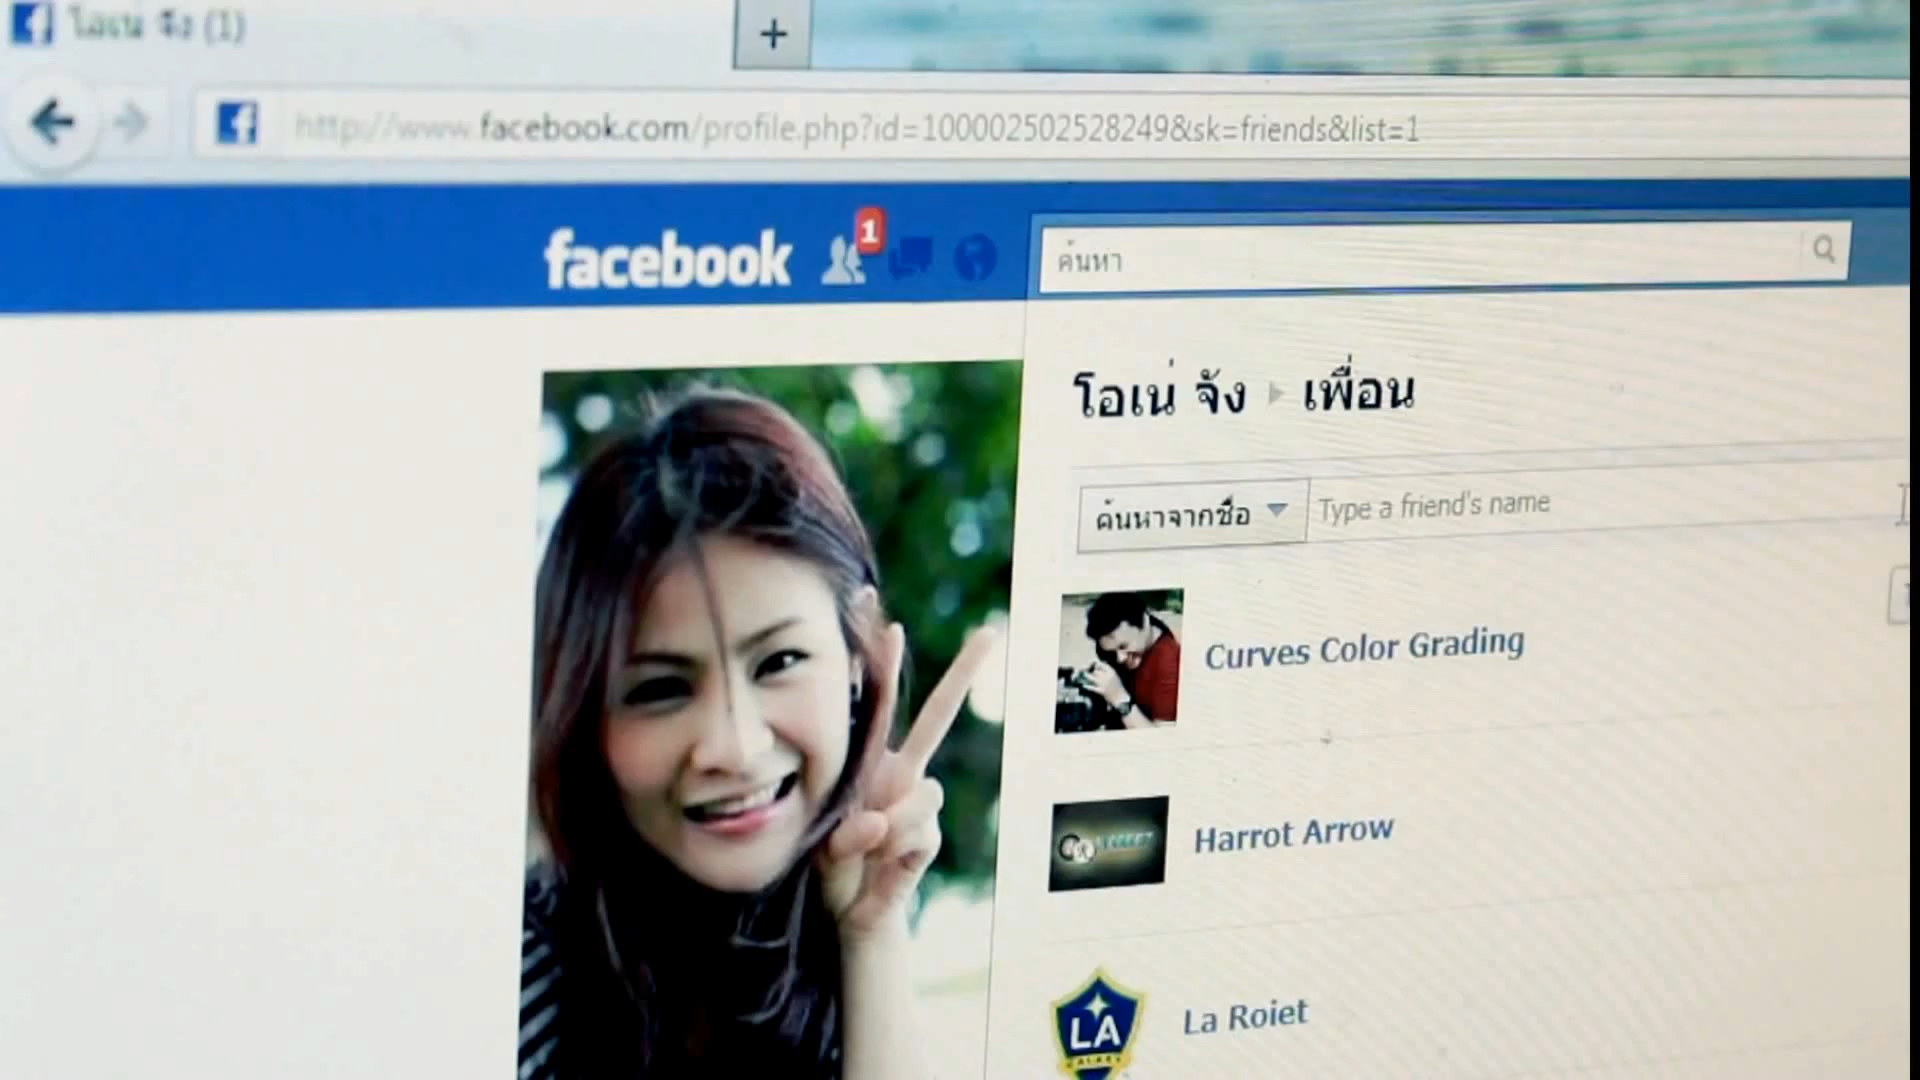 โอเน่ จัง (1)
+
http://www.facebook.com/profile.php?id=100002502528249&sk=friends&list=1
facebook
1
ค้นหา
โอเน่ จัง ▸ เพื่อน
ค้นหาจากชื่อ
Type a friend's name
Curves Color Grading
Harrot Arrow
LA
GALAXY
La Roiet